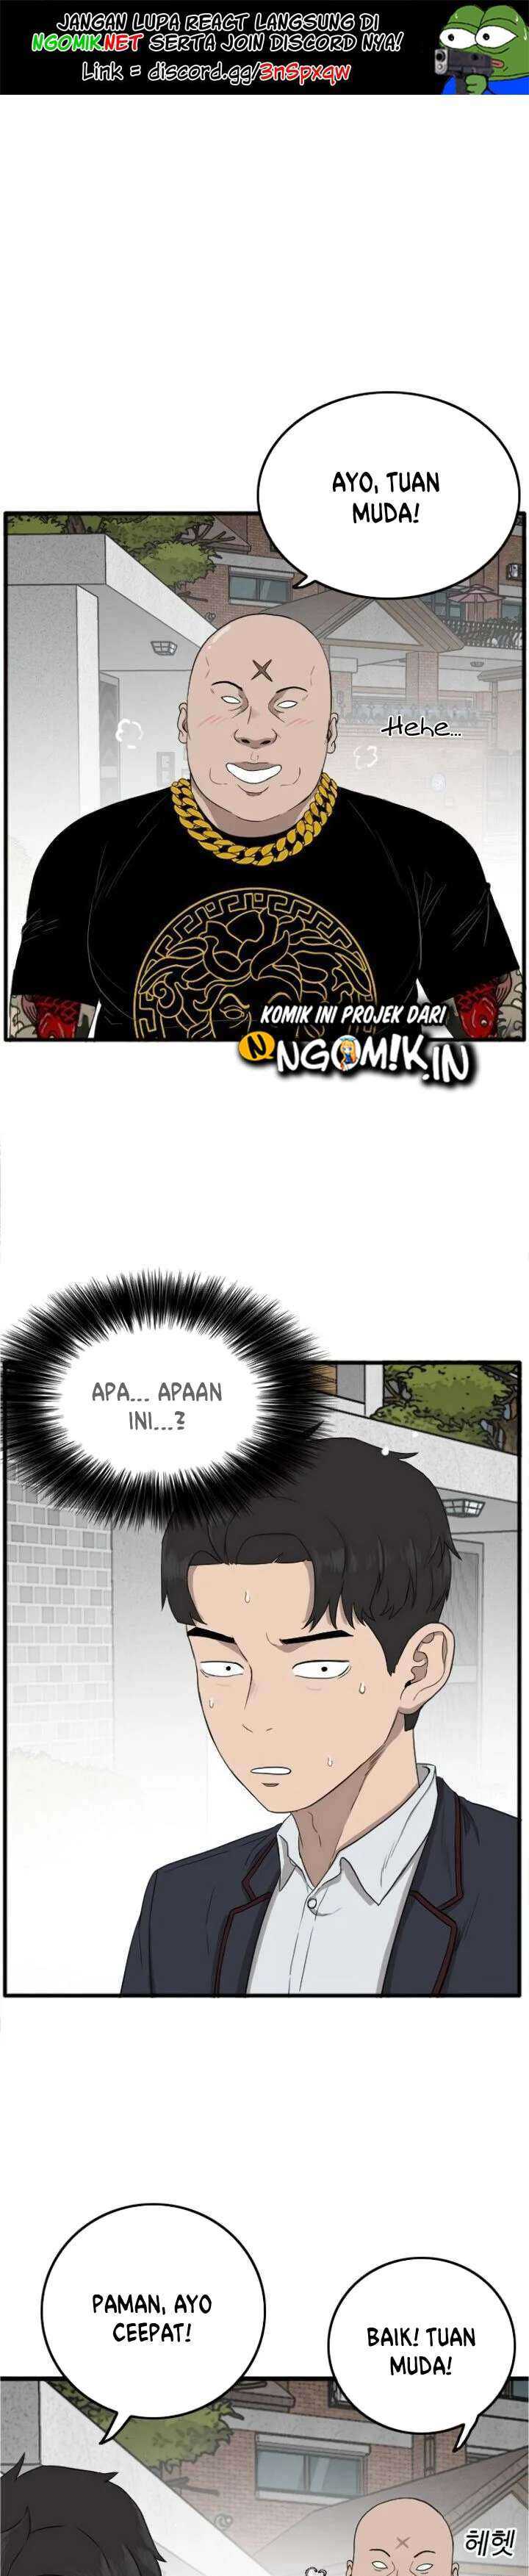 JANGAN LUPA REACT LANGSUNG DI
NGOMIK.NET SERTA JOIN DISCORD NYA!
Link = discord.gg/3nSpxqw
AYO, TUAN
MUDA!
Hehe...
KOMIK INI PROJEK DARI
N NGOMIK.IN
APA... APAAN
INI...?
PAMAN, AYO
CEEPAT!
BAIK! TUAN
MUDA!
헤헷